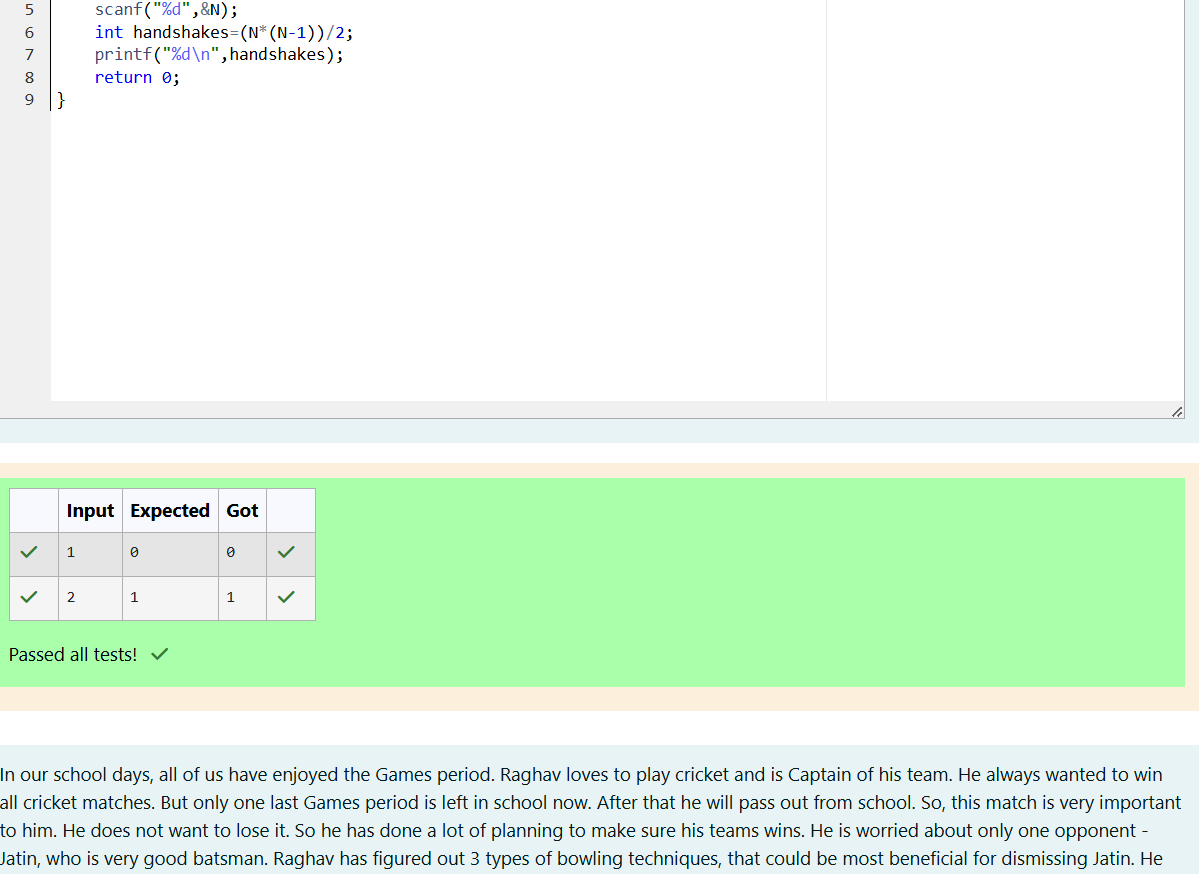 5 scanf("%d",&N);
6 int handshakes=(N*(N-1))/2;
7 printf("%d\n",handshakes);
8 return 0;
9 }
Input Expected Got
1 0 0
2 1 1
Passed all tests!
In our school days, all of us have enjoyed the Games period. Raghav loves to play cricket and is Captain of his team. He always wanted to win
all cricket matches. But only one last Games period is left in school now. After that he will pass out from school. So, this match is very important
to him. He does not want to lose it. So he has done a lot of planning to make sure his teams wins. He is worried about only one opponent -
Jatin, who is very good batsman. Raghav has figured out 3 types of bowling techniques, that could be most beneficial for dismissing Jatin. He